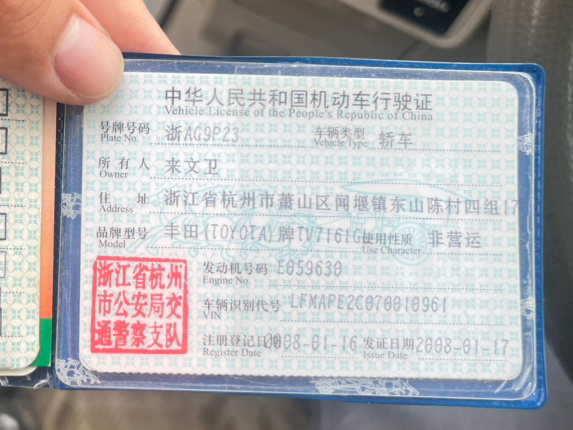 中华人民共和国机动车行驶证
Vehicle License of the People's Republic of China
号牌号码 浙AG9P23 车辆类型 轿车
Plate No. Vehicle Type
所有人 来文卫
Owner
住址 浙江省杭州市萧山区闻堰镇东山陈村四组17
Address
品牌型号 丰田(TOYOTA)牌TV7161G 使用性质 非营运
Model Use Character
浙江省杭州
市公安局交
通警察支队
发动机号码 E059630
Engine No.
车辆识别代号 LFMAPE2C070010961
VIN
注册登记日期 2008-01-16 发证日期 2008-01-17
Register Date Issue Date